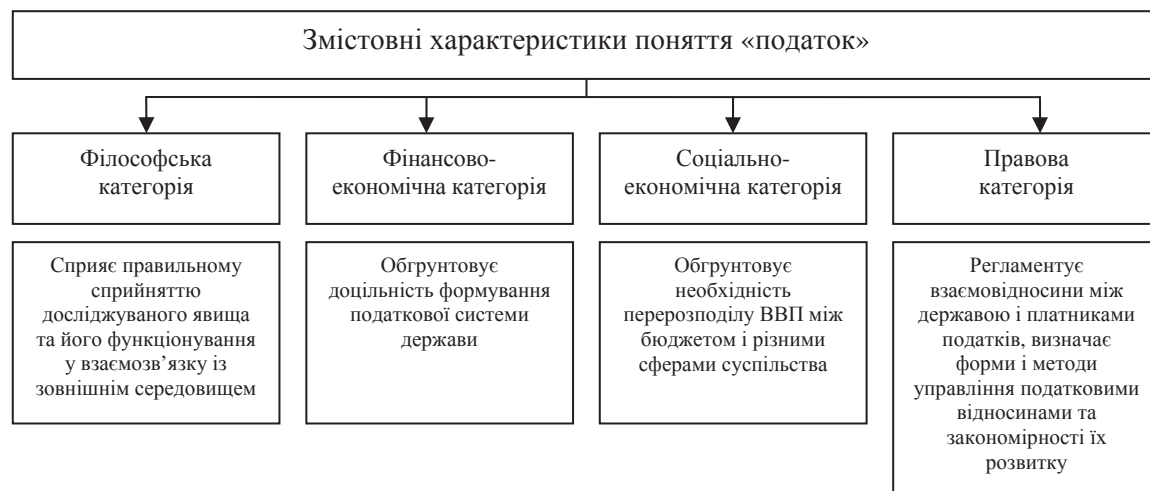 Змістовні характеристики поняття «податок»
Філософська
категорія
Фінансово-
економічна категорія
Соціально-
економічна категорія
Правова
категорія
Сприяє правильному
сприйняттю
досліджуваного явища
та його функціонування
у взаємозв’язку із
зовнішнім середовищем
Обгрунтовує
доцільність формування
податкової системи
держави
Обгрунтовує
необхідність
перерозподілу ВВП між
бюджетом і різними
сферами суспільства
Регламентує
взаємовідносини між
державою і платниками
податків, визначає
форми і методи
управління податковими
відносинами та
закономірності їх
розвитку